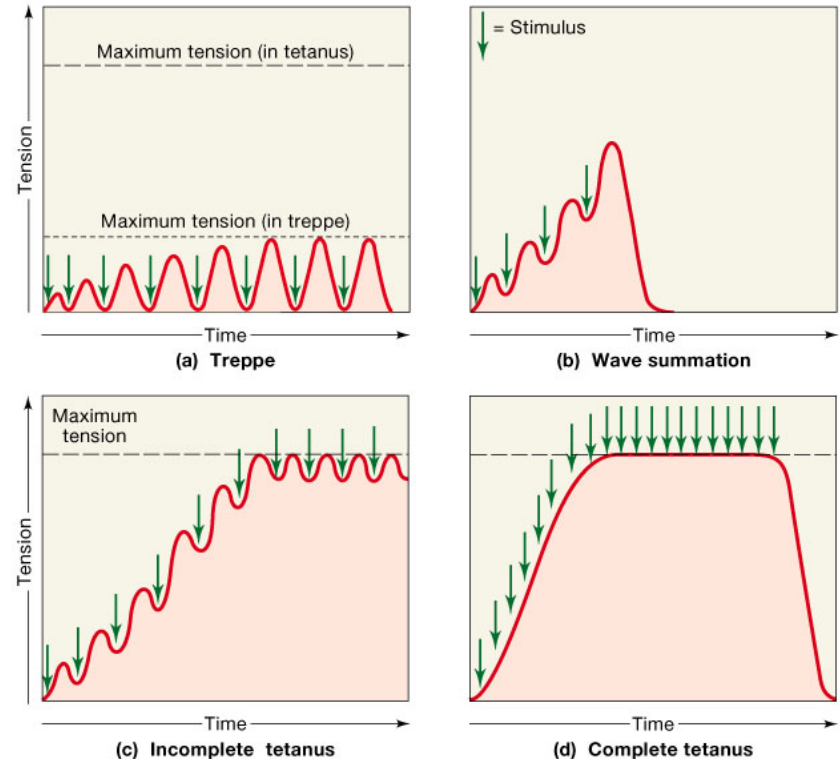 Tension
Maximum tension (in tetanus)
Maximum tension (in treppe)
Time
(a) Treppe
= Stimulus
Time
(b) Wave summation
Tension
Maximum
tension
Time
(c) Incomplete tetanus
Time
(d) Complete tetanus